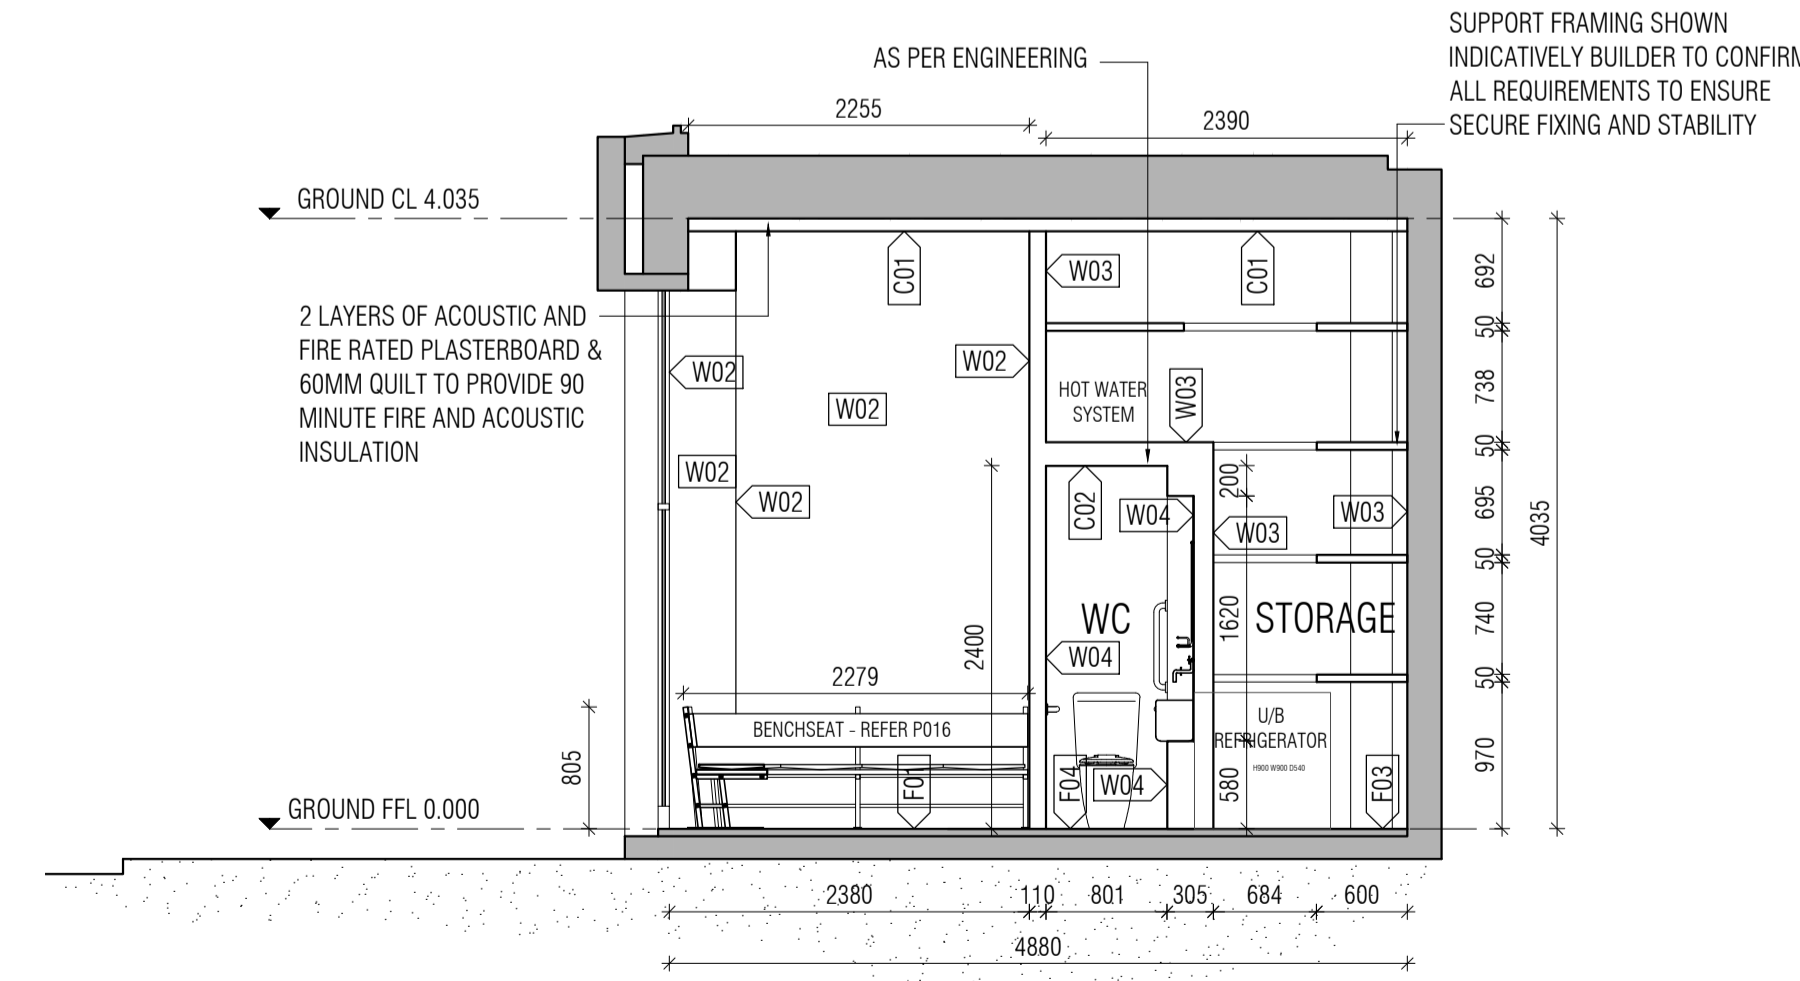 SUPPORT FRAMING SHOWN
INDICATIVELY BUILDER TO CONFIRM
ALL REQUIREMENTS TO ENSURE
SECURE FIXING AND STABILITY
AS PER ENGINEERING
2255
2390
GROUND CL 4.035
C01
W03
C01
692
2 LAYERS OF ACOUSTIC AND
FIRE RATED PLASTERBOARD &
60MM QUILT TO PROVIDE 90
MINUTE FIRE AND ACOUSTIC
INSULATION
50
W02
W02
W02
HOT WATER
SYSTEM
W03
738
50
W02
W02
C02
W04
200
W03
W03
695
4035
50
2400
WC
W04
1620
STORAGE
740
50
2279
BENCHSEAT - REFER P016
U/B
REFRIGERATOR
H900 W900 D540
805
F01
F04
W04
580
F03
970
GROUND FFL 0.000
2380
110
801
305
684
600
4880